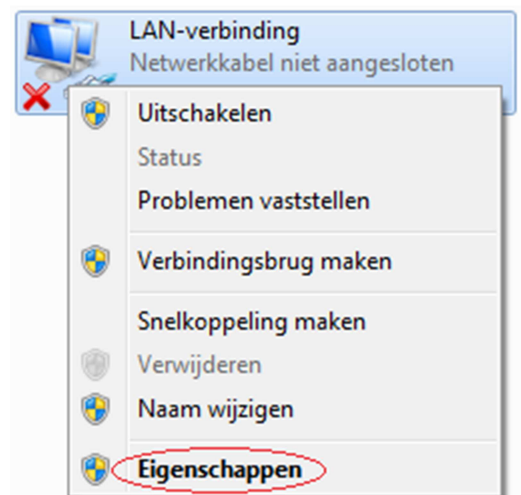 LAN-verbinding
Netwerkkabel niet aangesloten
Uitschakelen
Status
Problemen vaststellen
Verbindingsbrug maken
Snelkoppeling maken
Verwijderen
Naam wijzigen
Eigenschappen